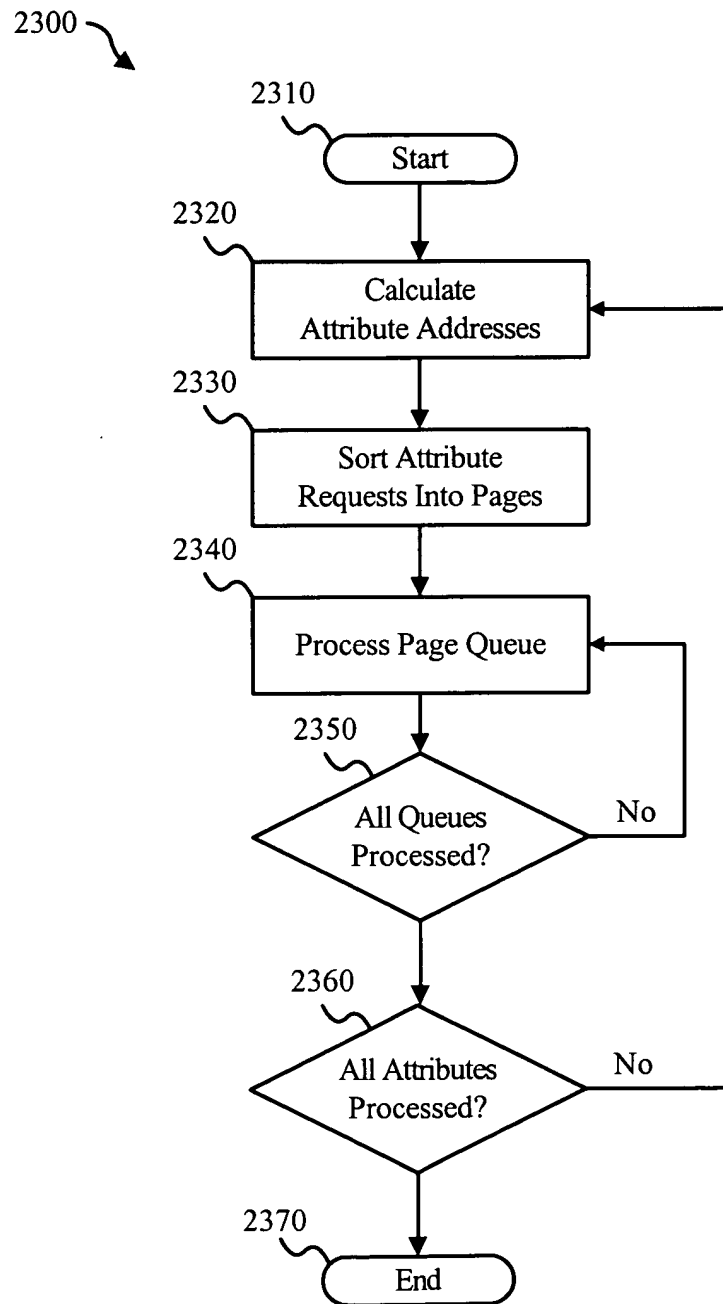 2300
2310
Start
2320
Calculate
Attribute Addresses
2330
Sort Attribute
Requests Into Pages
2340
Process Page Queue
2350
All Queues
Processed?
No
2360
All Attributes
Processed?
No
2370
End